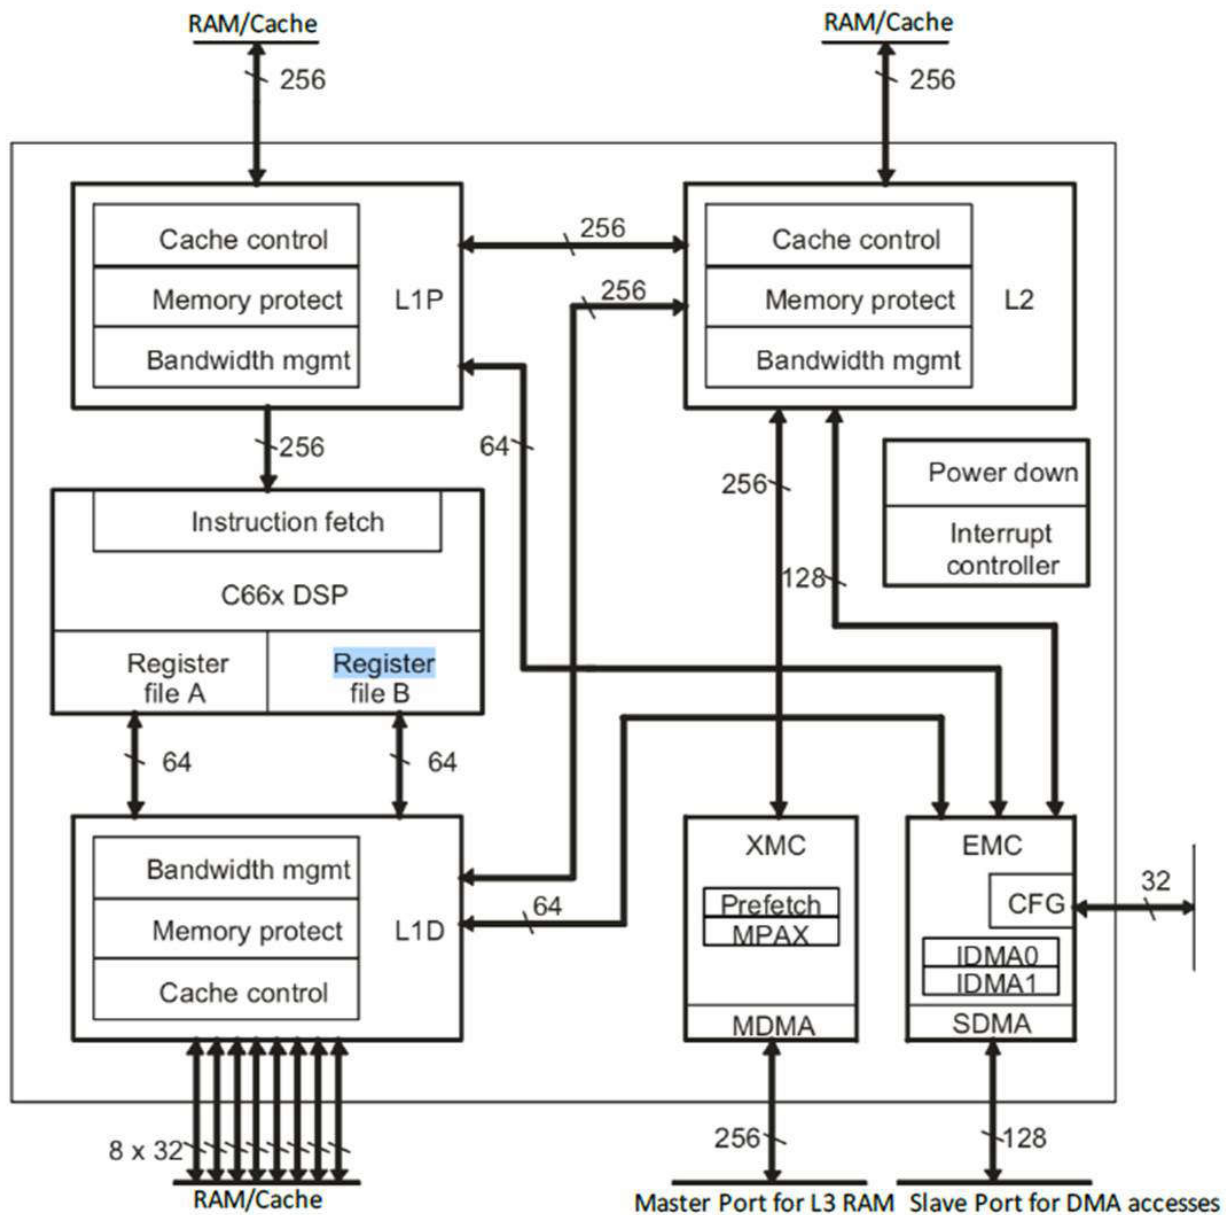 RAM/Cache
RAM/Cache
256
256
Cache control
Memory protect
Bandwidth mgmt
L1P
256
256
Cache control
Memory protect
Bandwidth mgmt
L2
256
64
256
128
Power down
Interrupt
controller
Instruction fetch
C66x DSP
Register
file A
Register
file B
64
64
Bandwidth mgmt
Memory protect
Cache control
L1D
64
XMC
Prefetch
MPAX
MDMA
EMC
CFG
IDMA0
IDMA1
SDMA
32
8 x 32
256
128
RAM/Cache
Master Port for L3 RAM
Slave Port for DMA accesses